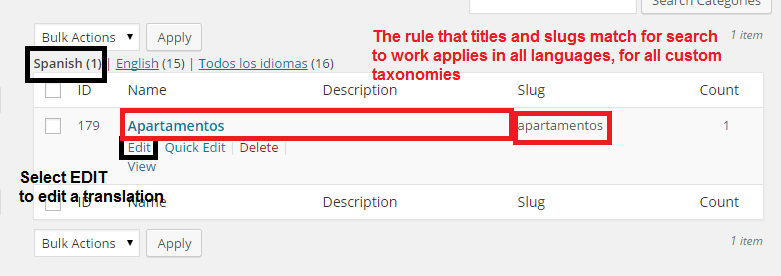 Search Categories
Bulk Actions Apply
The rule that titles and slugs match for search
to work applies in all languages, for all custom
taxonomies
1 item
Spanish (1) | English (15) | Todos los idiomas (16)
ID Name Description Slug Count
179 Apartamentos apartamentos 1
Edit Quick Edit | Delete |
View
Select EDIT
to edit a translation
ID Name Description Slug Count
Bulk Actions Apply
1 item